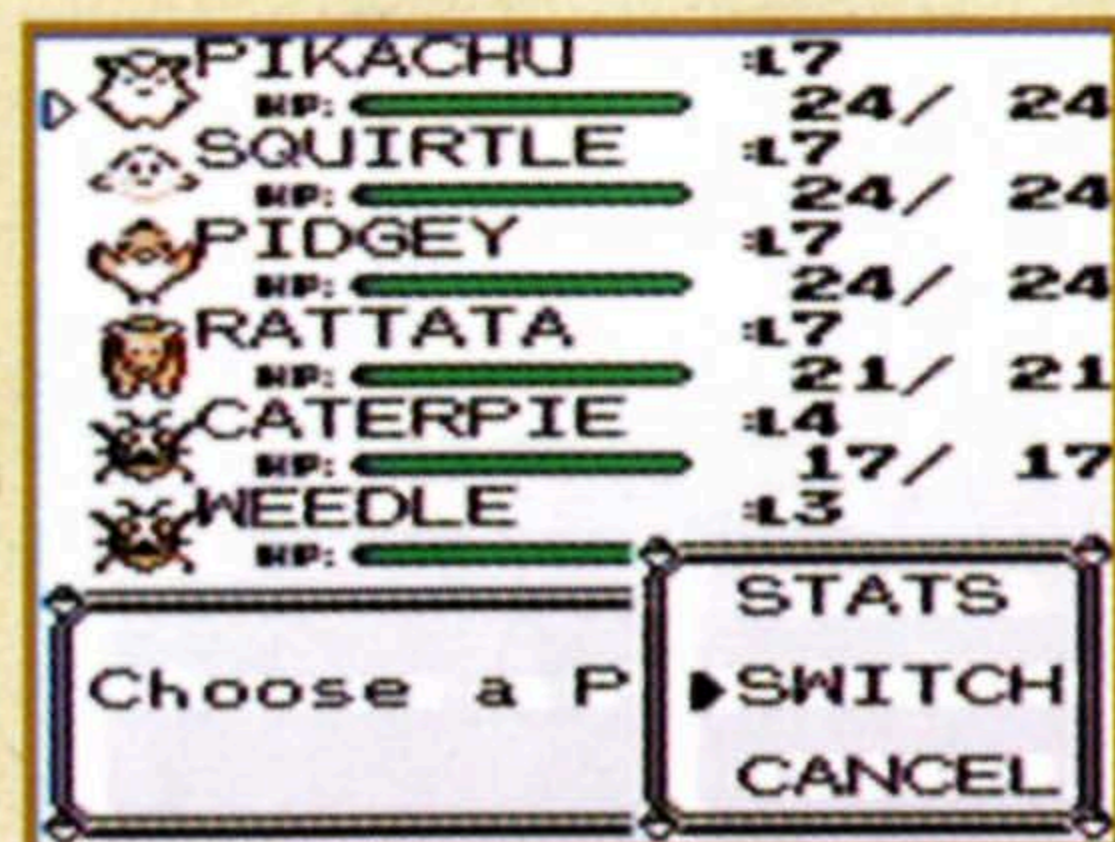 PIKACHU :L7
HP: 24/ 24
SQUIRTLE :L7
HP: 24/ 24
PIDGEY :L7
HP: 24/ 24
RATTATA :L7
HP: 21/ 21
CATERPIE :L4
HP: 17/ 17
WEEDLE :L3
HP:
STATS
Choose a P
SWITCH
CANCEL